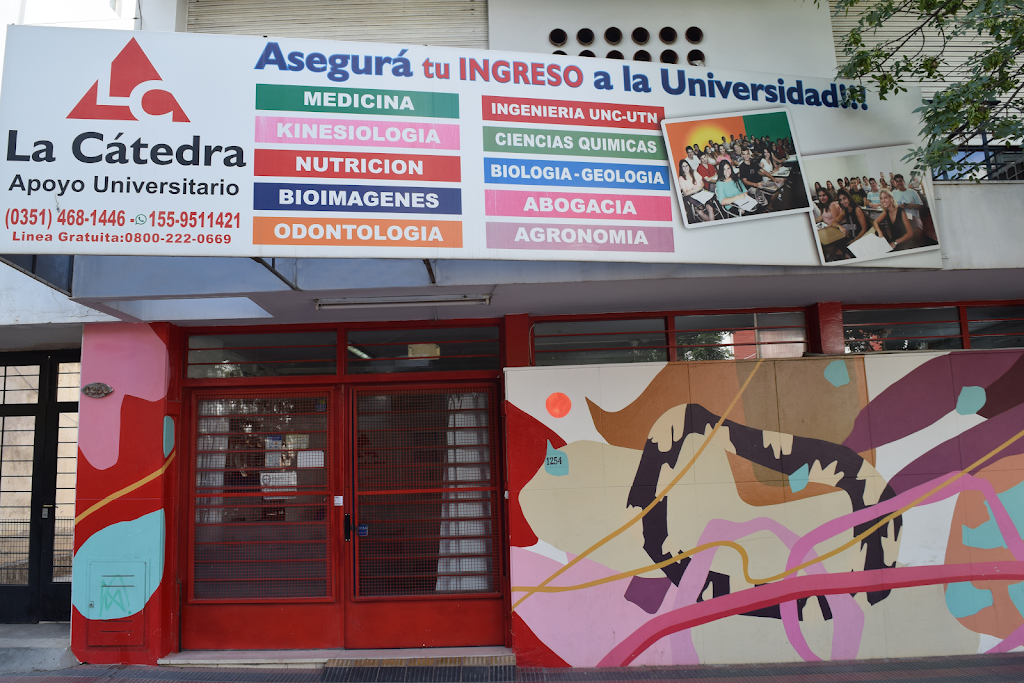 Asegurá tu INGRESO a la Universidad!!!
LC
La Cátedra
Apoyo Universitario
(0351) 468-1446 - 155-9511421
Linea Gratuita:0800-222-0669
MEDICINA
KINESIOLOGIA
NUTRICION
BIOIMAGENES
ODONTOLOGIA
INGENIERIA UNC-UTN
CIENCIAS QUIMICAS
BIOLOGIA - GEOLOGIA
ABOGACIA
AGRONOMIA
1254